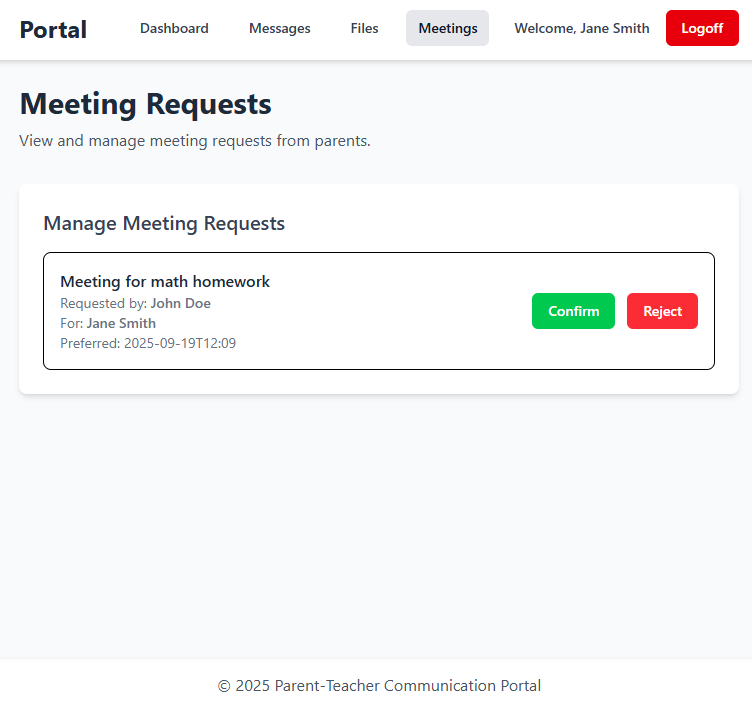 Portal Dashboard Messages Files Meetings Welcome, Jane Smith Logoff
Meeting Requests
View and manage meeting requests from parents.
Manage Meeting Requests
Meeting for math homework
Requested by: John Doe
For: Jane Smith
Preferred: 2025-09-19T12:09
Confirm Reject
© 2025 Parent-Teacher Communication Portal